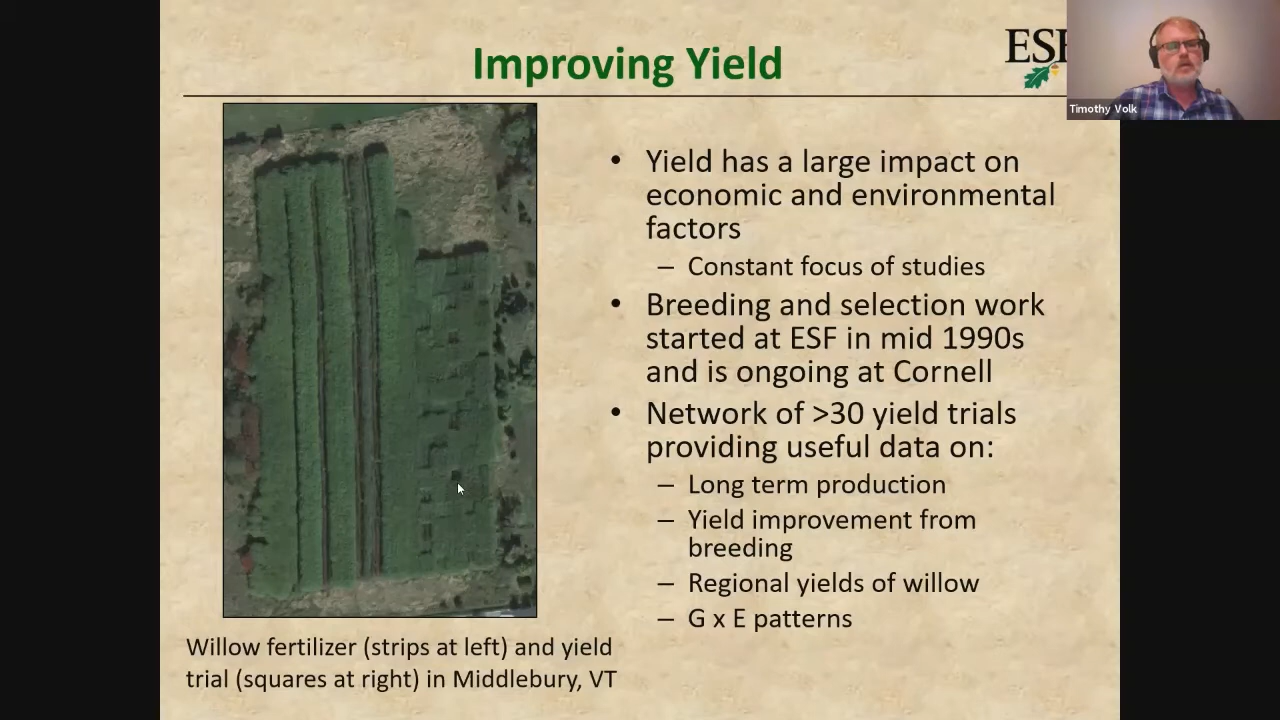 Improving Yield
ESF
Timothy Volk
• Yield has a large impact on
economic and environmental
factors
– Constant focus of studies
• Breeding and selection work
started at ESF in mid 1990s
and is ongoing at Cornell
• Network of >30 yield trials
providing useful data on:
– Long term production
– Yield improvement from
breeding
– Regional yields of willow
– G x E patterns
Willow fertilizer (strips at left) and yield
trial (squares at right) in Middlebury, VT